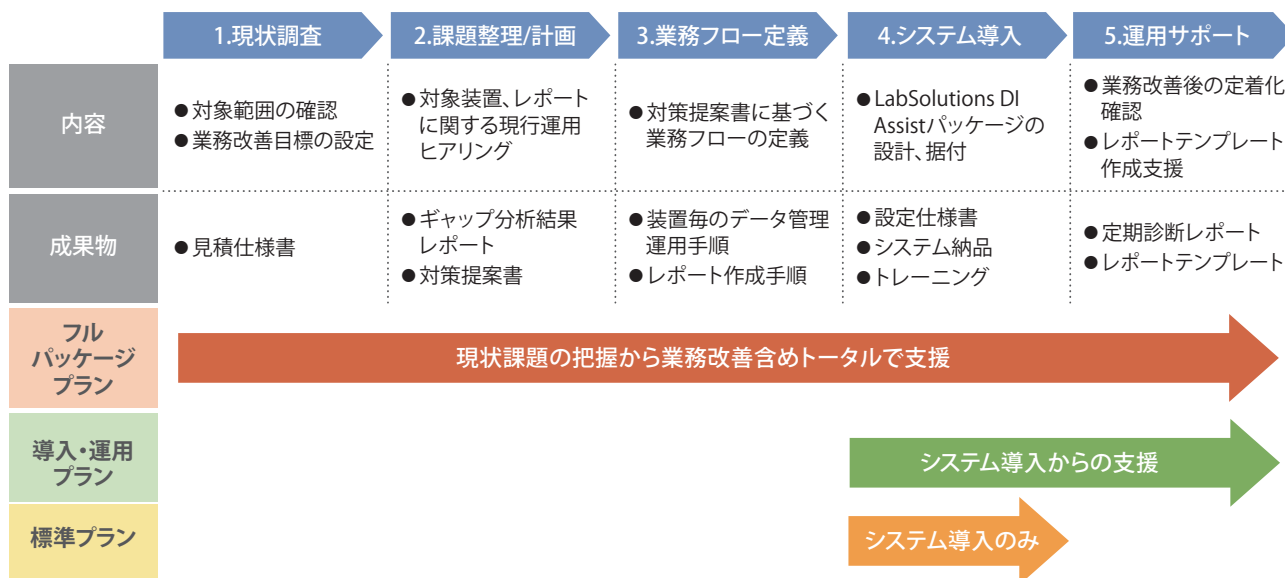 1.現状調査
2.課題整理/計画
3.業務フロー定義
4.システム導入
5.運用サポート
内容
●対象範囲の確認
●業務改善目標の設定
●対象装置、レポート
に関する現行運用
ヒアリング
●対策提案書に基づく
業務フローの定義
●LabSolutions DI
Assistパッケージの
設計、据付
●業務改善後の定着化
確認
●レポートテンプレート
作成支援
成果物
●見積仕様書
●ギャップ分析結果
レポート
●対策提案書
●装置毎のデータ管理
運用手順
●レポート作成手順
●設定仕様書
●システム納品
●トレーニング
●定期診断レポート
●レポートテンプレート
フル
パッケージ
プラン
現状課題の把握から業務改善含めトータルで支援
導入・運用
プラン
システム導入からの支援
標準プラン
システム導入のみ